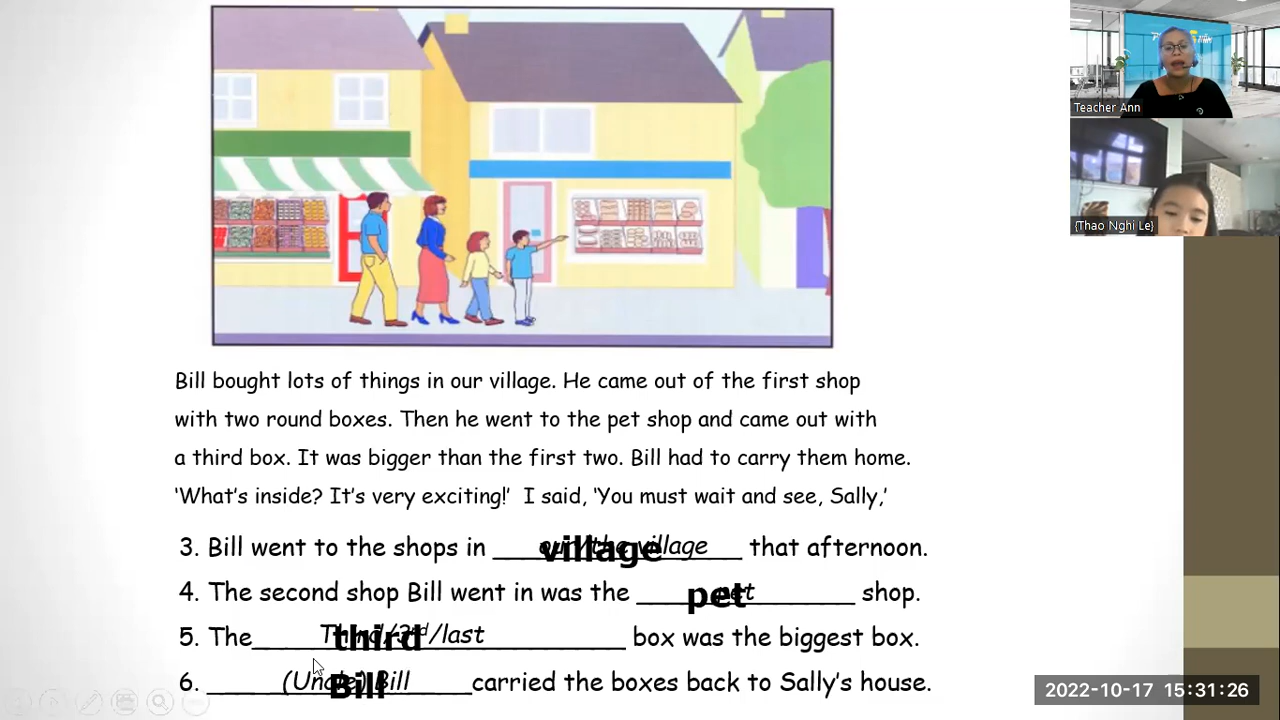 Teacher Ann
{Thao Nghi Le}
Bill bought lots of things in our village. He came out of the first shop
with two round boxes. Then he went to the pet shop and came out with
a third box. It was bigger than the first two. Bill had to carry them home.
‘What’s inside? It’s very exciting!’ I said, ‘You must wait and see, Sally,’
3. Bill went to the shops in village that afternoon.
4. The second shop Bill went in was the pet shop.
5. The third box was the biggest box.
6. Bill carried the boxes back to Sally’s house.
2022-10-17 15:31:26